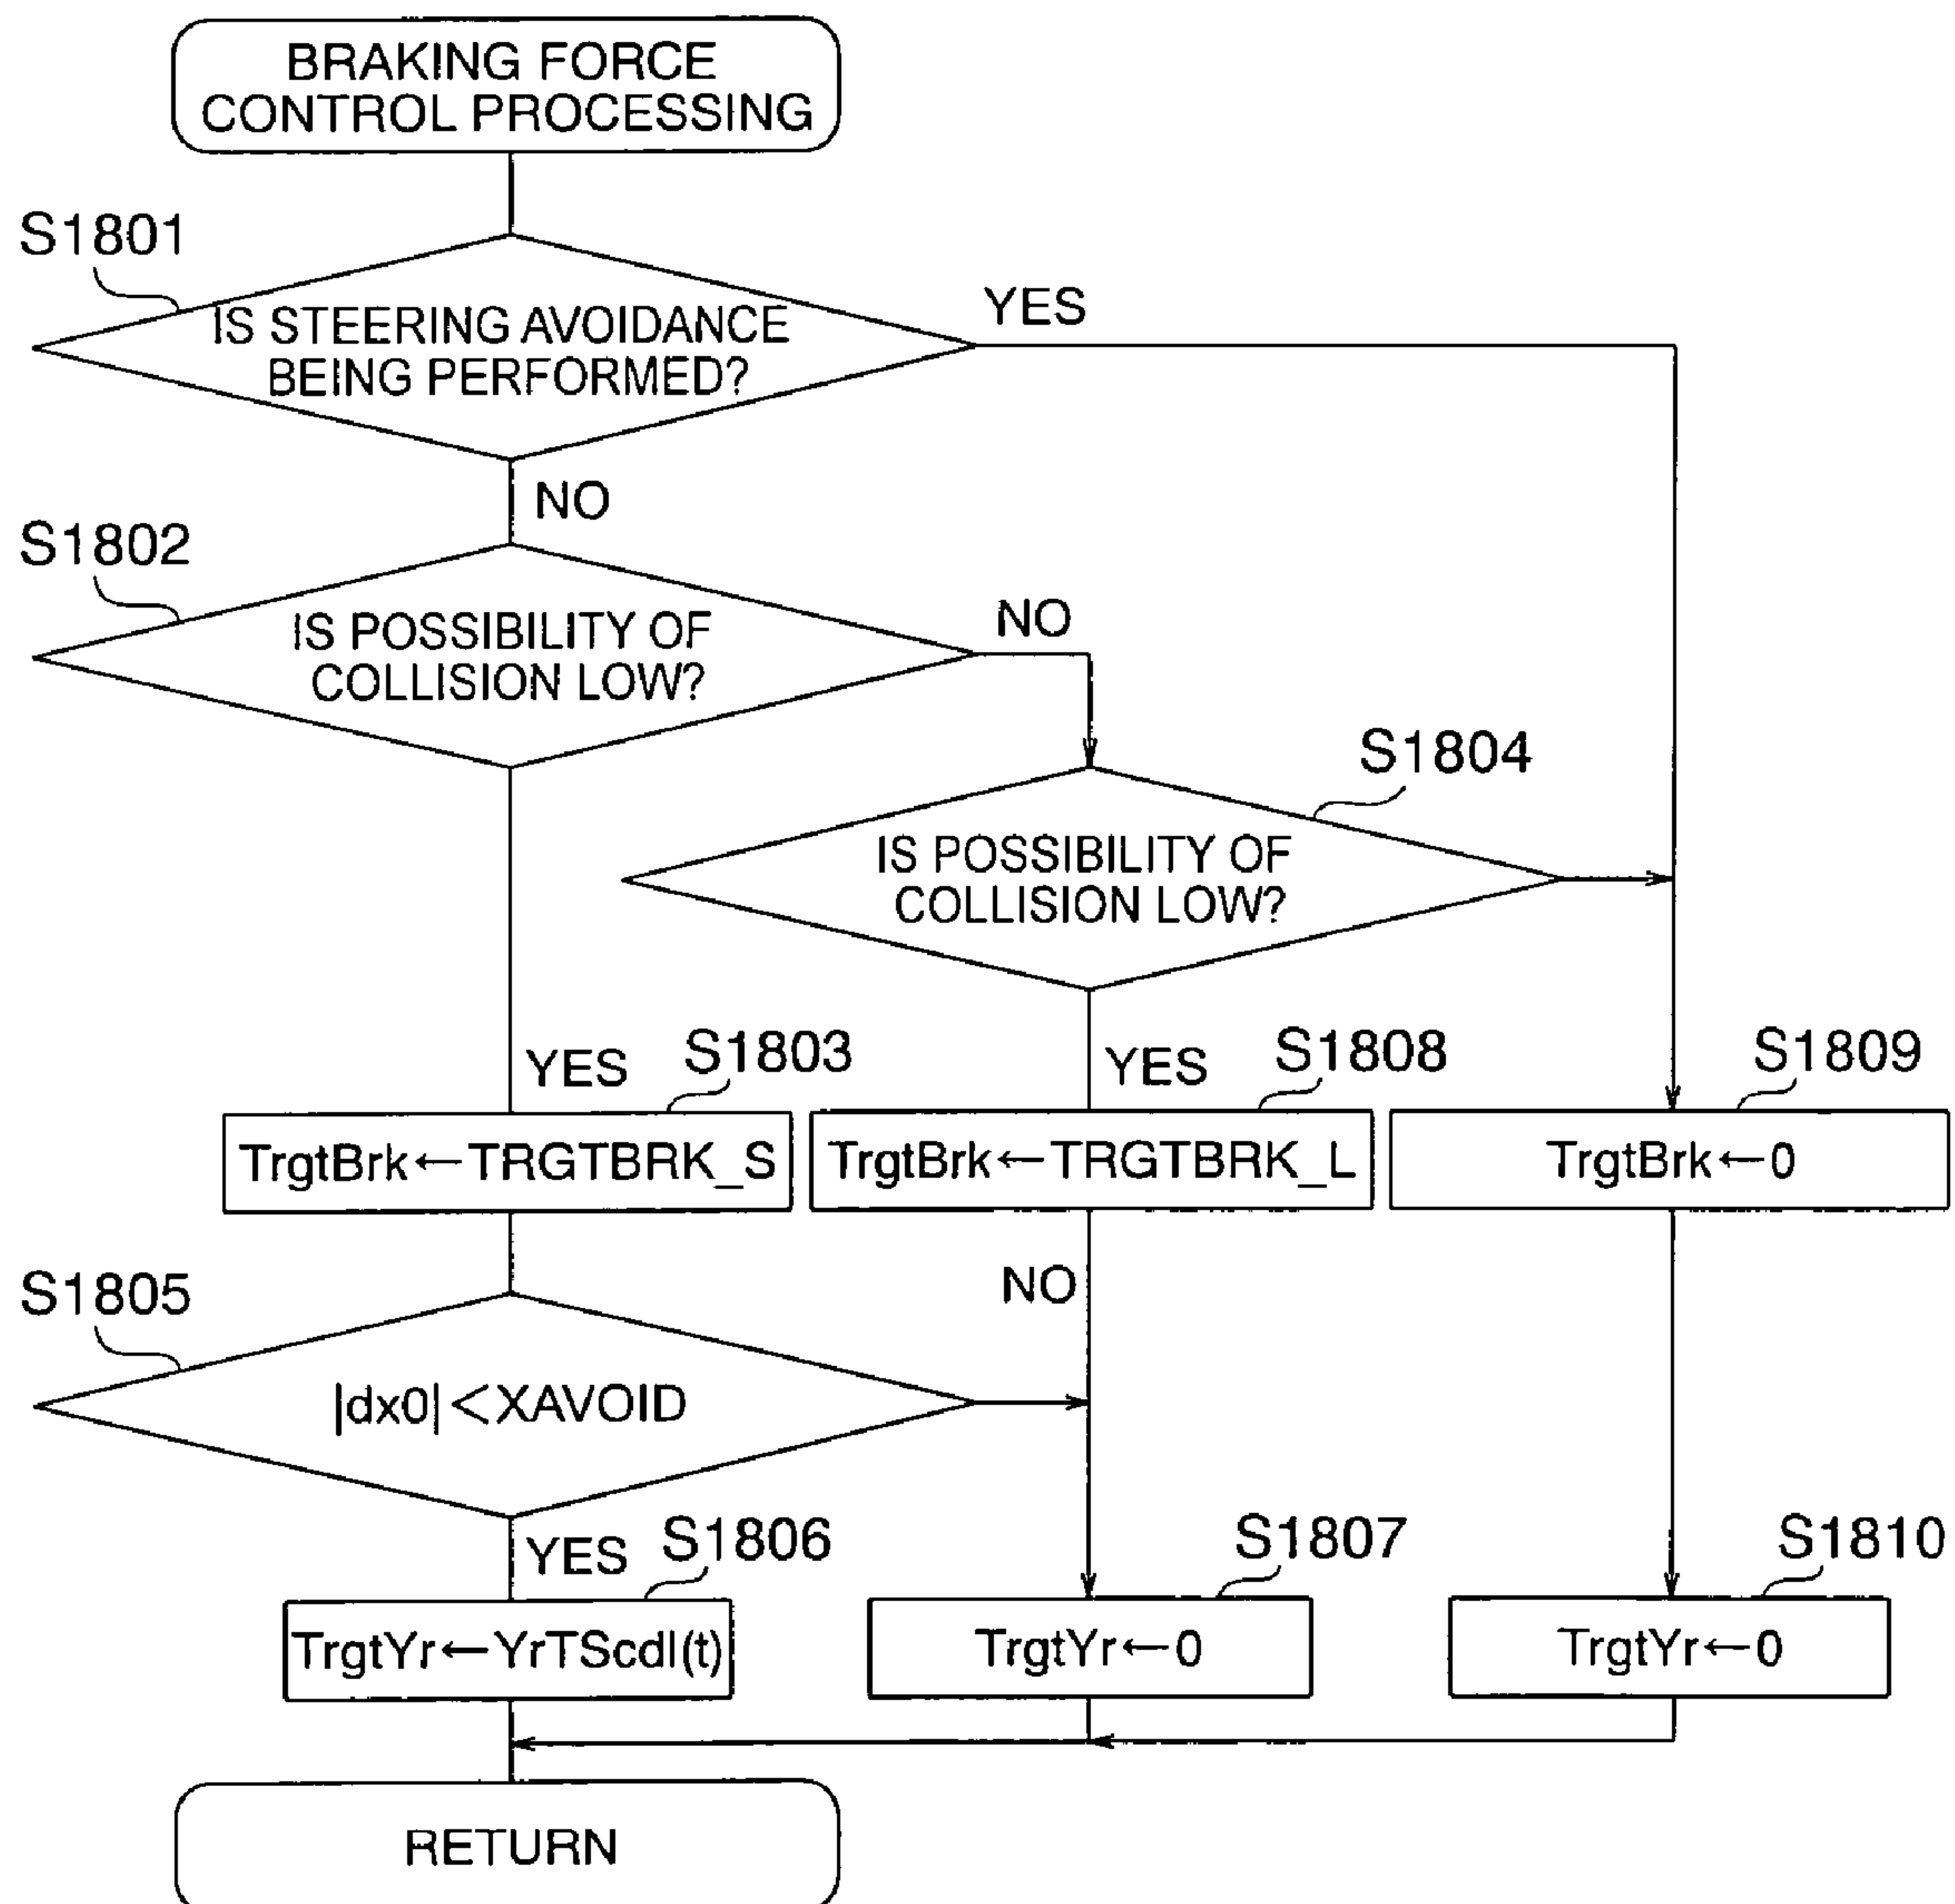 BRAKING FORCE
CONTROL PROCESSING
S1801
IS STEERING AVOIDANCE
BEING PERFORMED?
YES
NO
S1802
IS POSSIBILITY OF
COLLISION LOW?
NO
S1804
IS POSSIBILITY OF
COLLISION LOW?
YES
S1803
YES
S1808
S1809
TrgtBrk←TRGTBRK_S
TrgtBrk←TRGTBRK_L
TrgtBrk←0
NO
S1805
|dx0|<XAVOID
YES
S1806
S1807
S1810
TrgtYr←YrTScdl(t)
TrgtYr←0
TrgtYr←0
RETURN